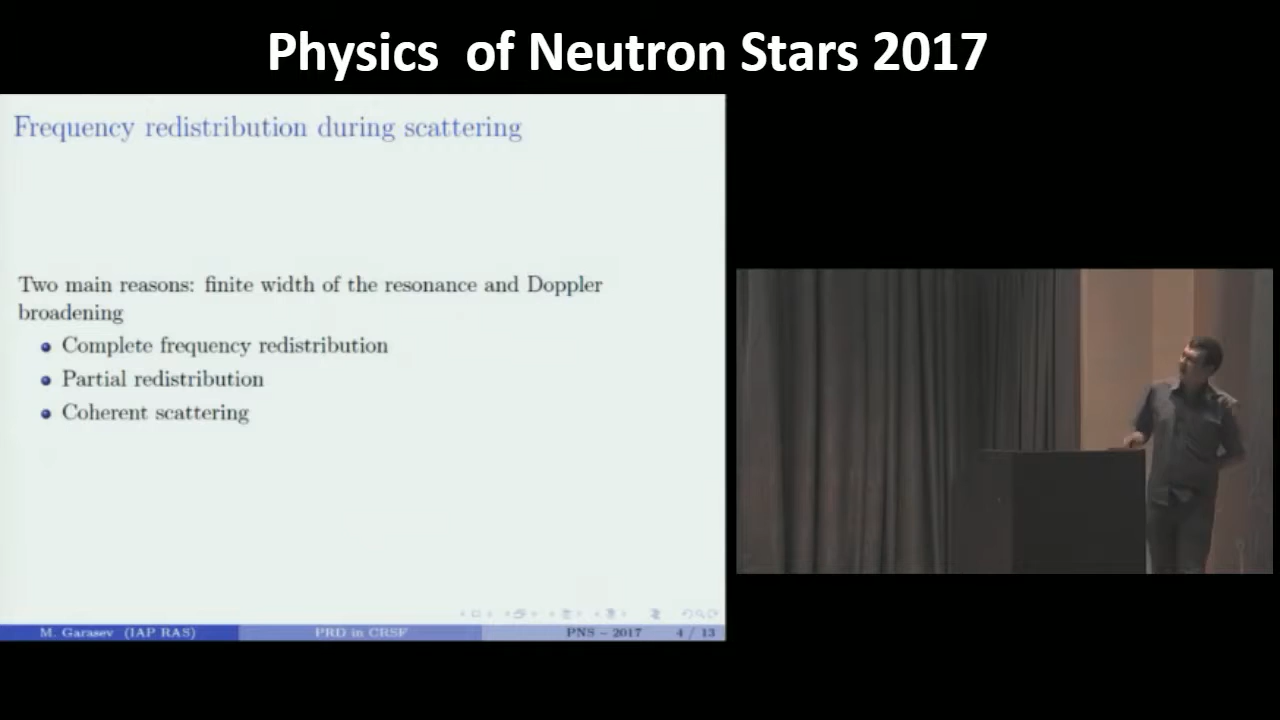 Physics of Neutron Stars 2017
Frequency redistribution during scattering
Two main reasons: finite width of the resonance and Doppler
broadening
Complete frequency redistribution
Partial redistribution
Coherent scattering
M. Garasev (IAP RAS) PRD in CRSF PNS – 2017 4 / 13